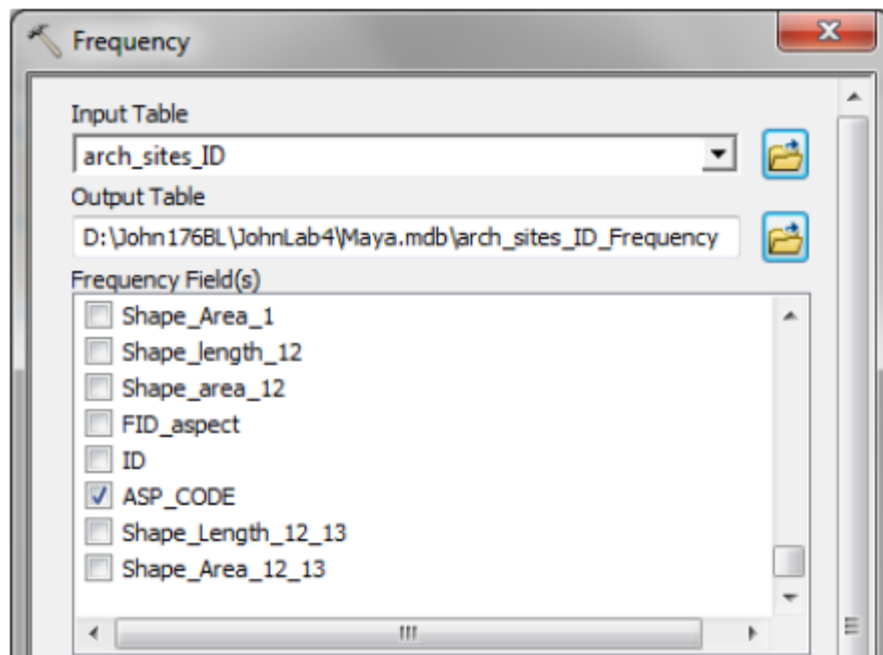 Frequency
Input Table
arch_sites_ID
Output Table
D:\John176BL\JohnLab4\Maya.mdb\arch_sites_ID_Frequency
Frequency Field(s)
Shape_Area_1
Shape_length_12
Shape_area_12
FID_aspect
ID
ASP_CODE
Shape_Length_12_13
Shape_Area_12_13